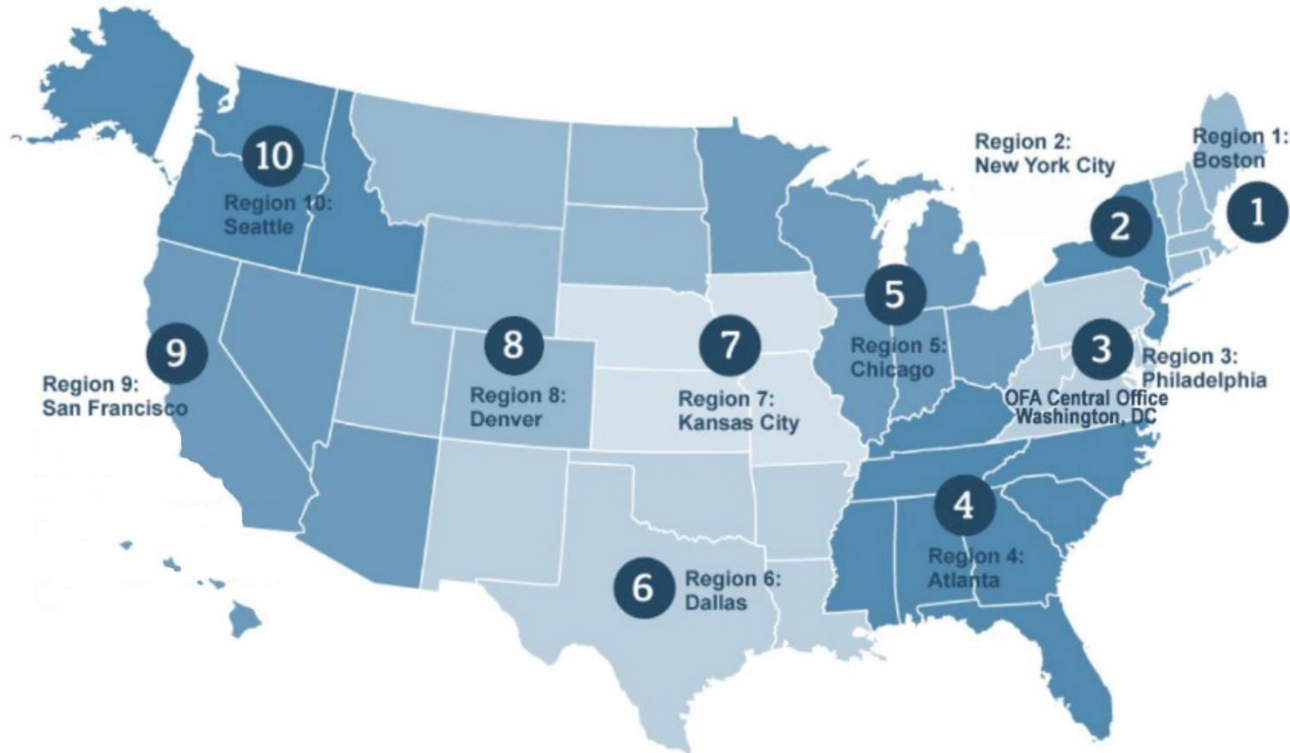 Region 2:
New York City
Region 1:
Boston
10
Region 10:
Seattle
2
1
5
Region 5:
Chicago
9
Region 9:
San Francisco
8
Region 8:
Denver
7
Region 7:
Kansas City
3
Region 3:
Philadelphia
OFA Central Office
Washington, DC
4
Region 4:
Atlanta
6
Region 6:
Dallas